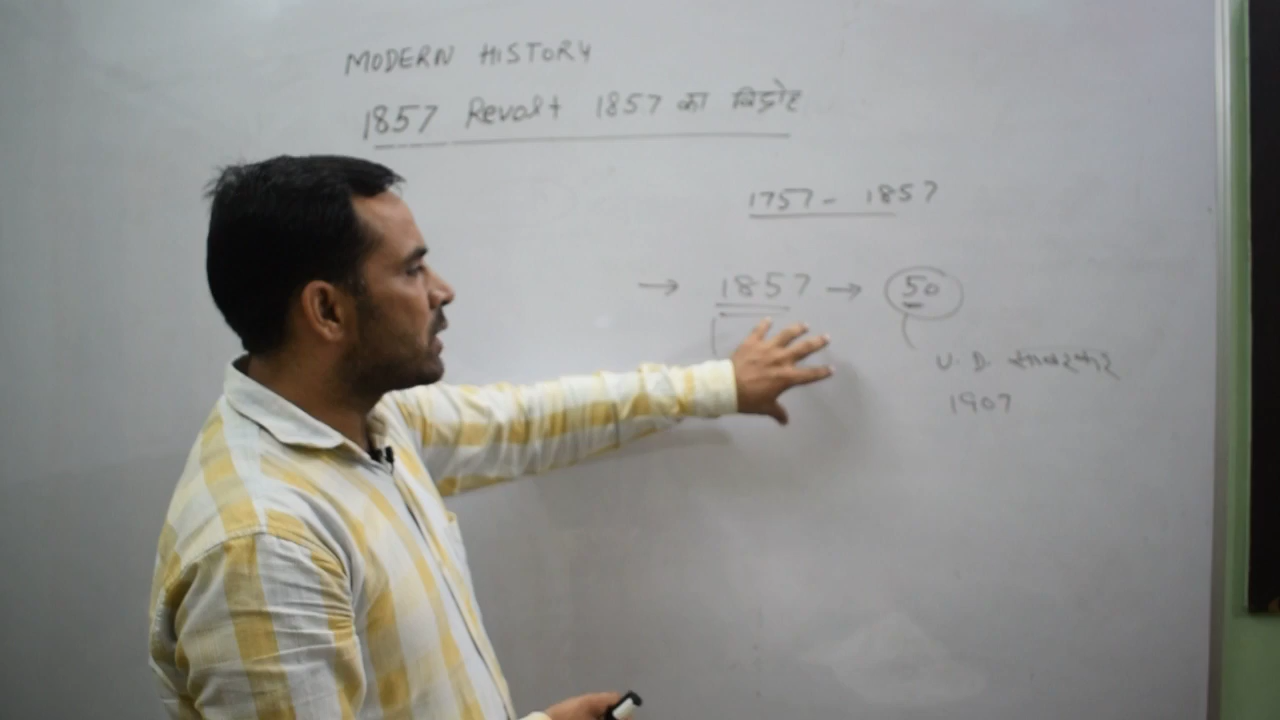 MODERN HISTORY
1857 Revolt 1857 का विद्रोह
1757 - 1857
→ 1857 → 50
V. D. सावरकर
1907